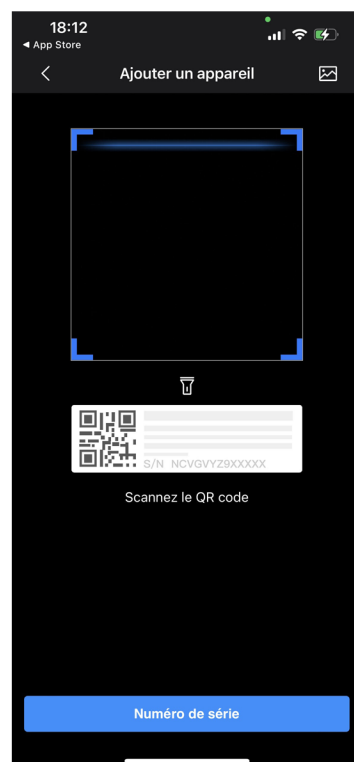 18:12
◀ App Store
Ajouter un appareil
S/N NCVGVYZ9XXXXX
Scannez le QR code
Numéro de série